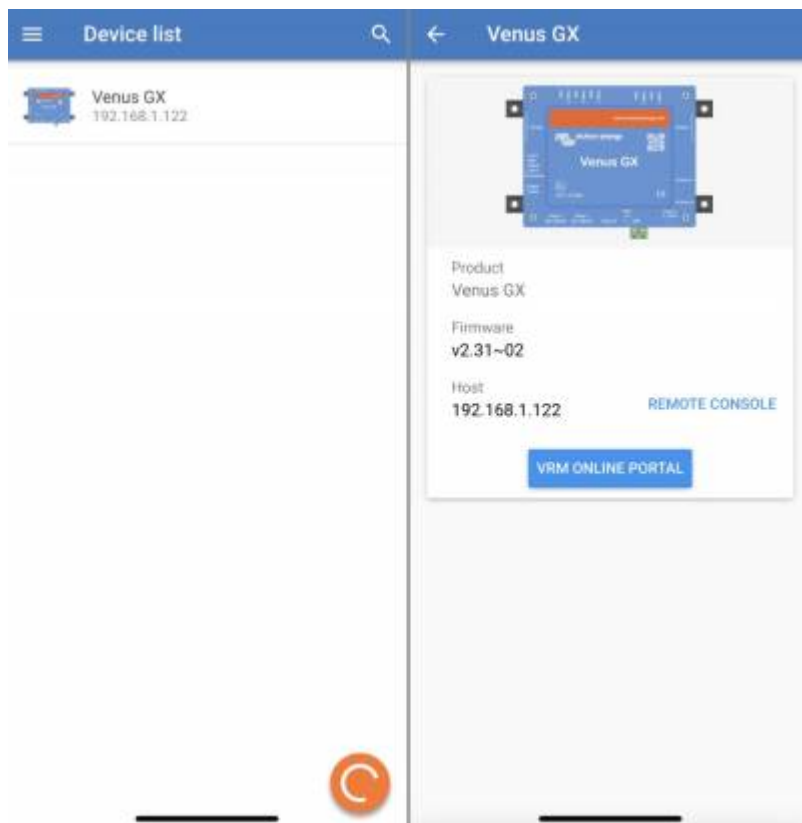 Device list
Venus GX
192.168.1.122
Venus GX
Venus GX
Product
Venus GX
Firmware
v2.31~02
Host
192.168.1.122
REMOTE CONSOLE
VRM ONLINE PORTAL